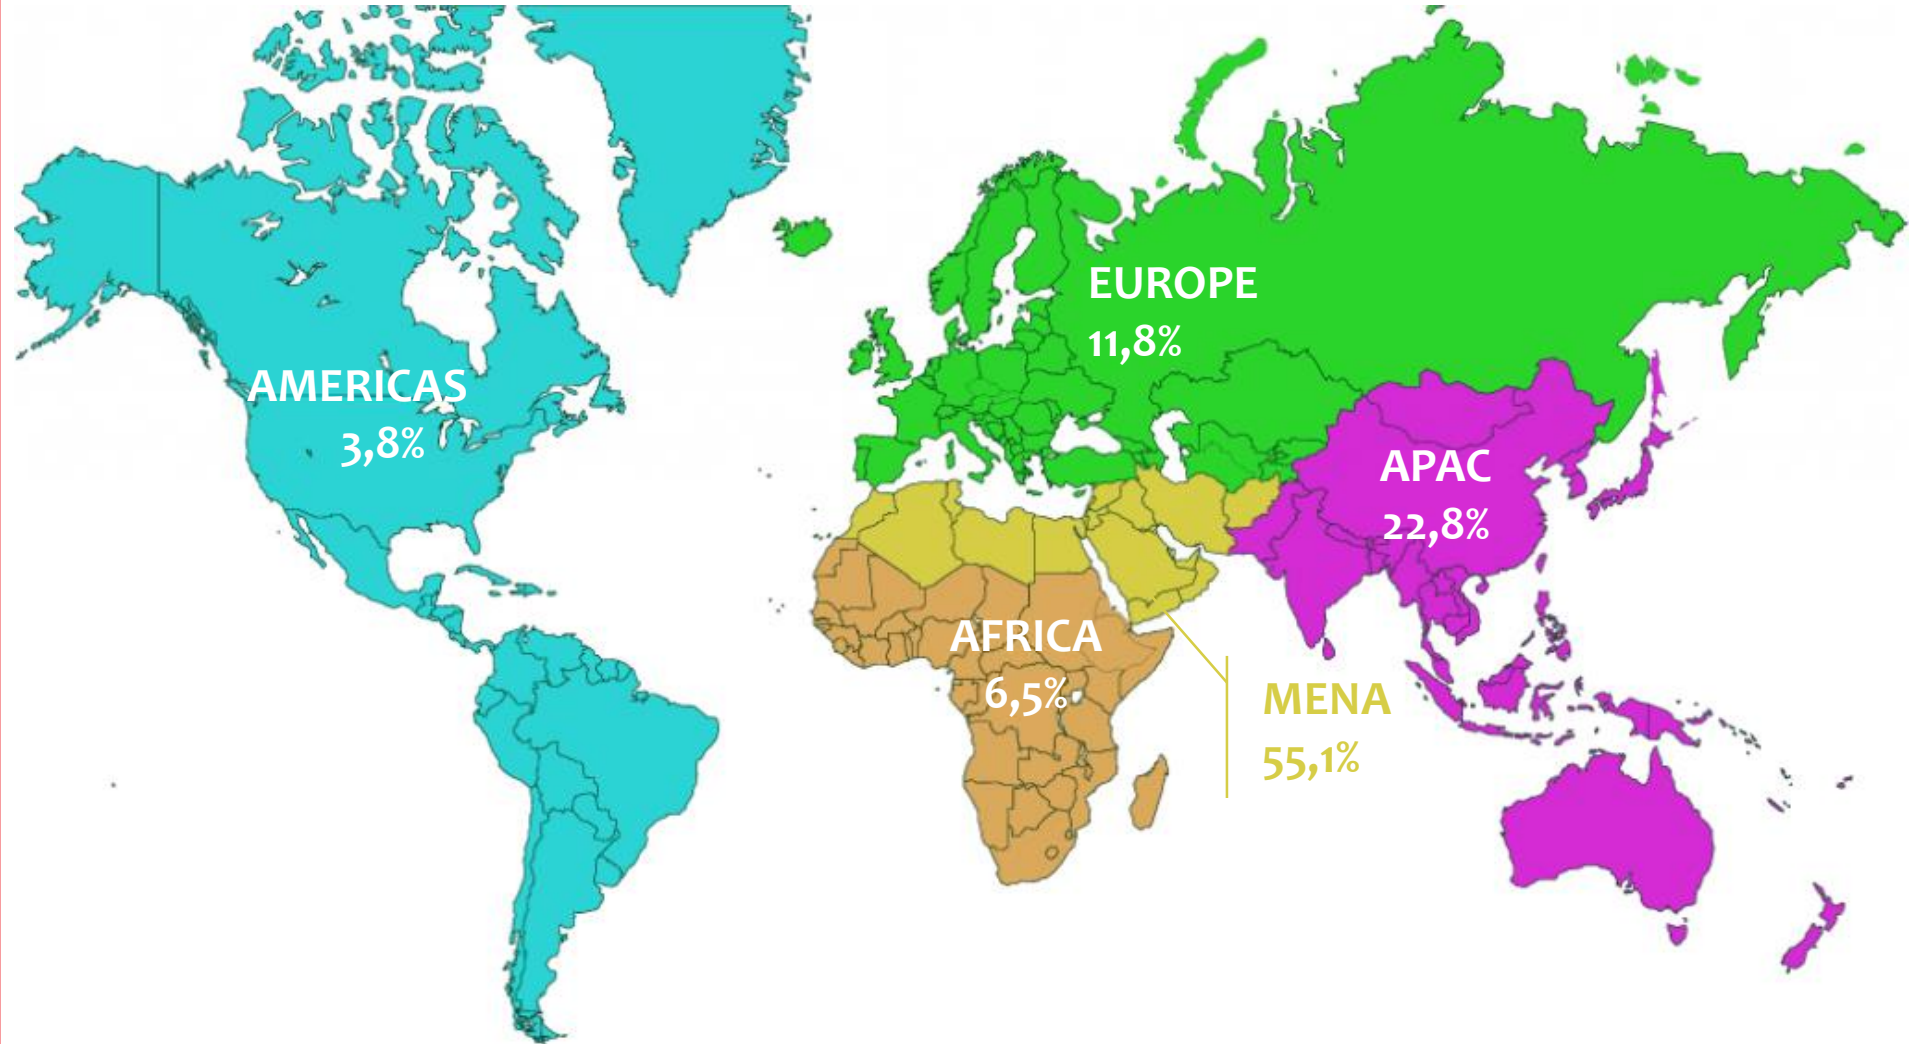 EUROPE
11,8%
AMERICAS
3,8%
APAC
22,8%
AFRICA
6,5%
MENA
55,1%